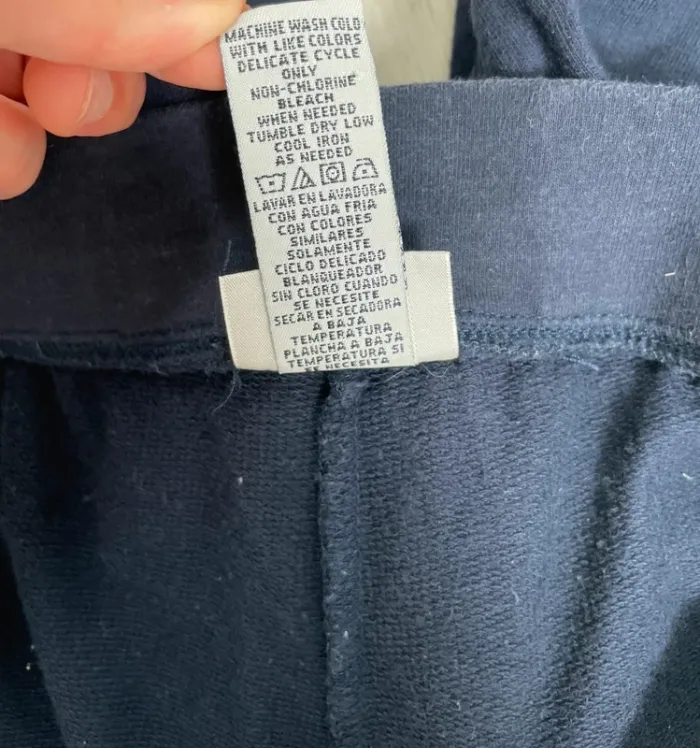 MACHINE WASH COLD
WITH LIKE COLORS
DELICATE CYCLE
ONLY
NON-CHLORINE
BLEACH
WHEN NEEDED
TUMBLE DRY LOW
COOL IRON
AS NEEDED
LAVAR EN LAVADORA
CON AGUA FRIA
CON COLORES
SIMILARES
SOLAMENTE
CICLO DELICADO
BLANQUEADOR
SIN CLORO CUANDO
SE NECESITE
SECAR EN SECADORA
A BAJA
TEMPERATURA
PLANCHA A BAJA
TEMPERATURA SI
SE NECESITA